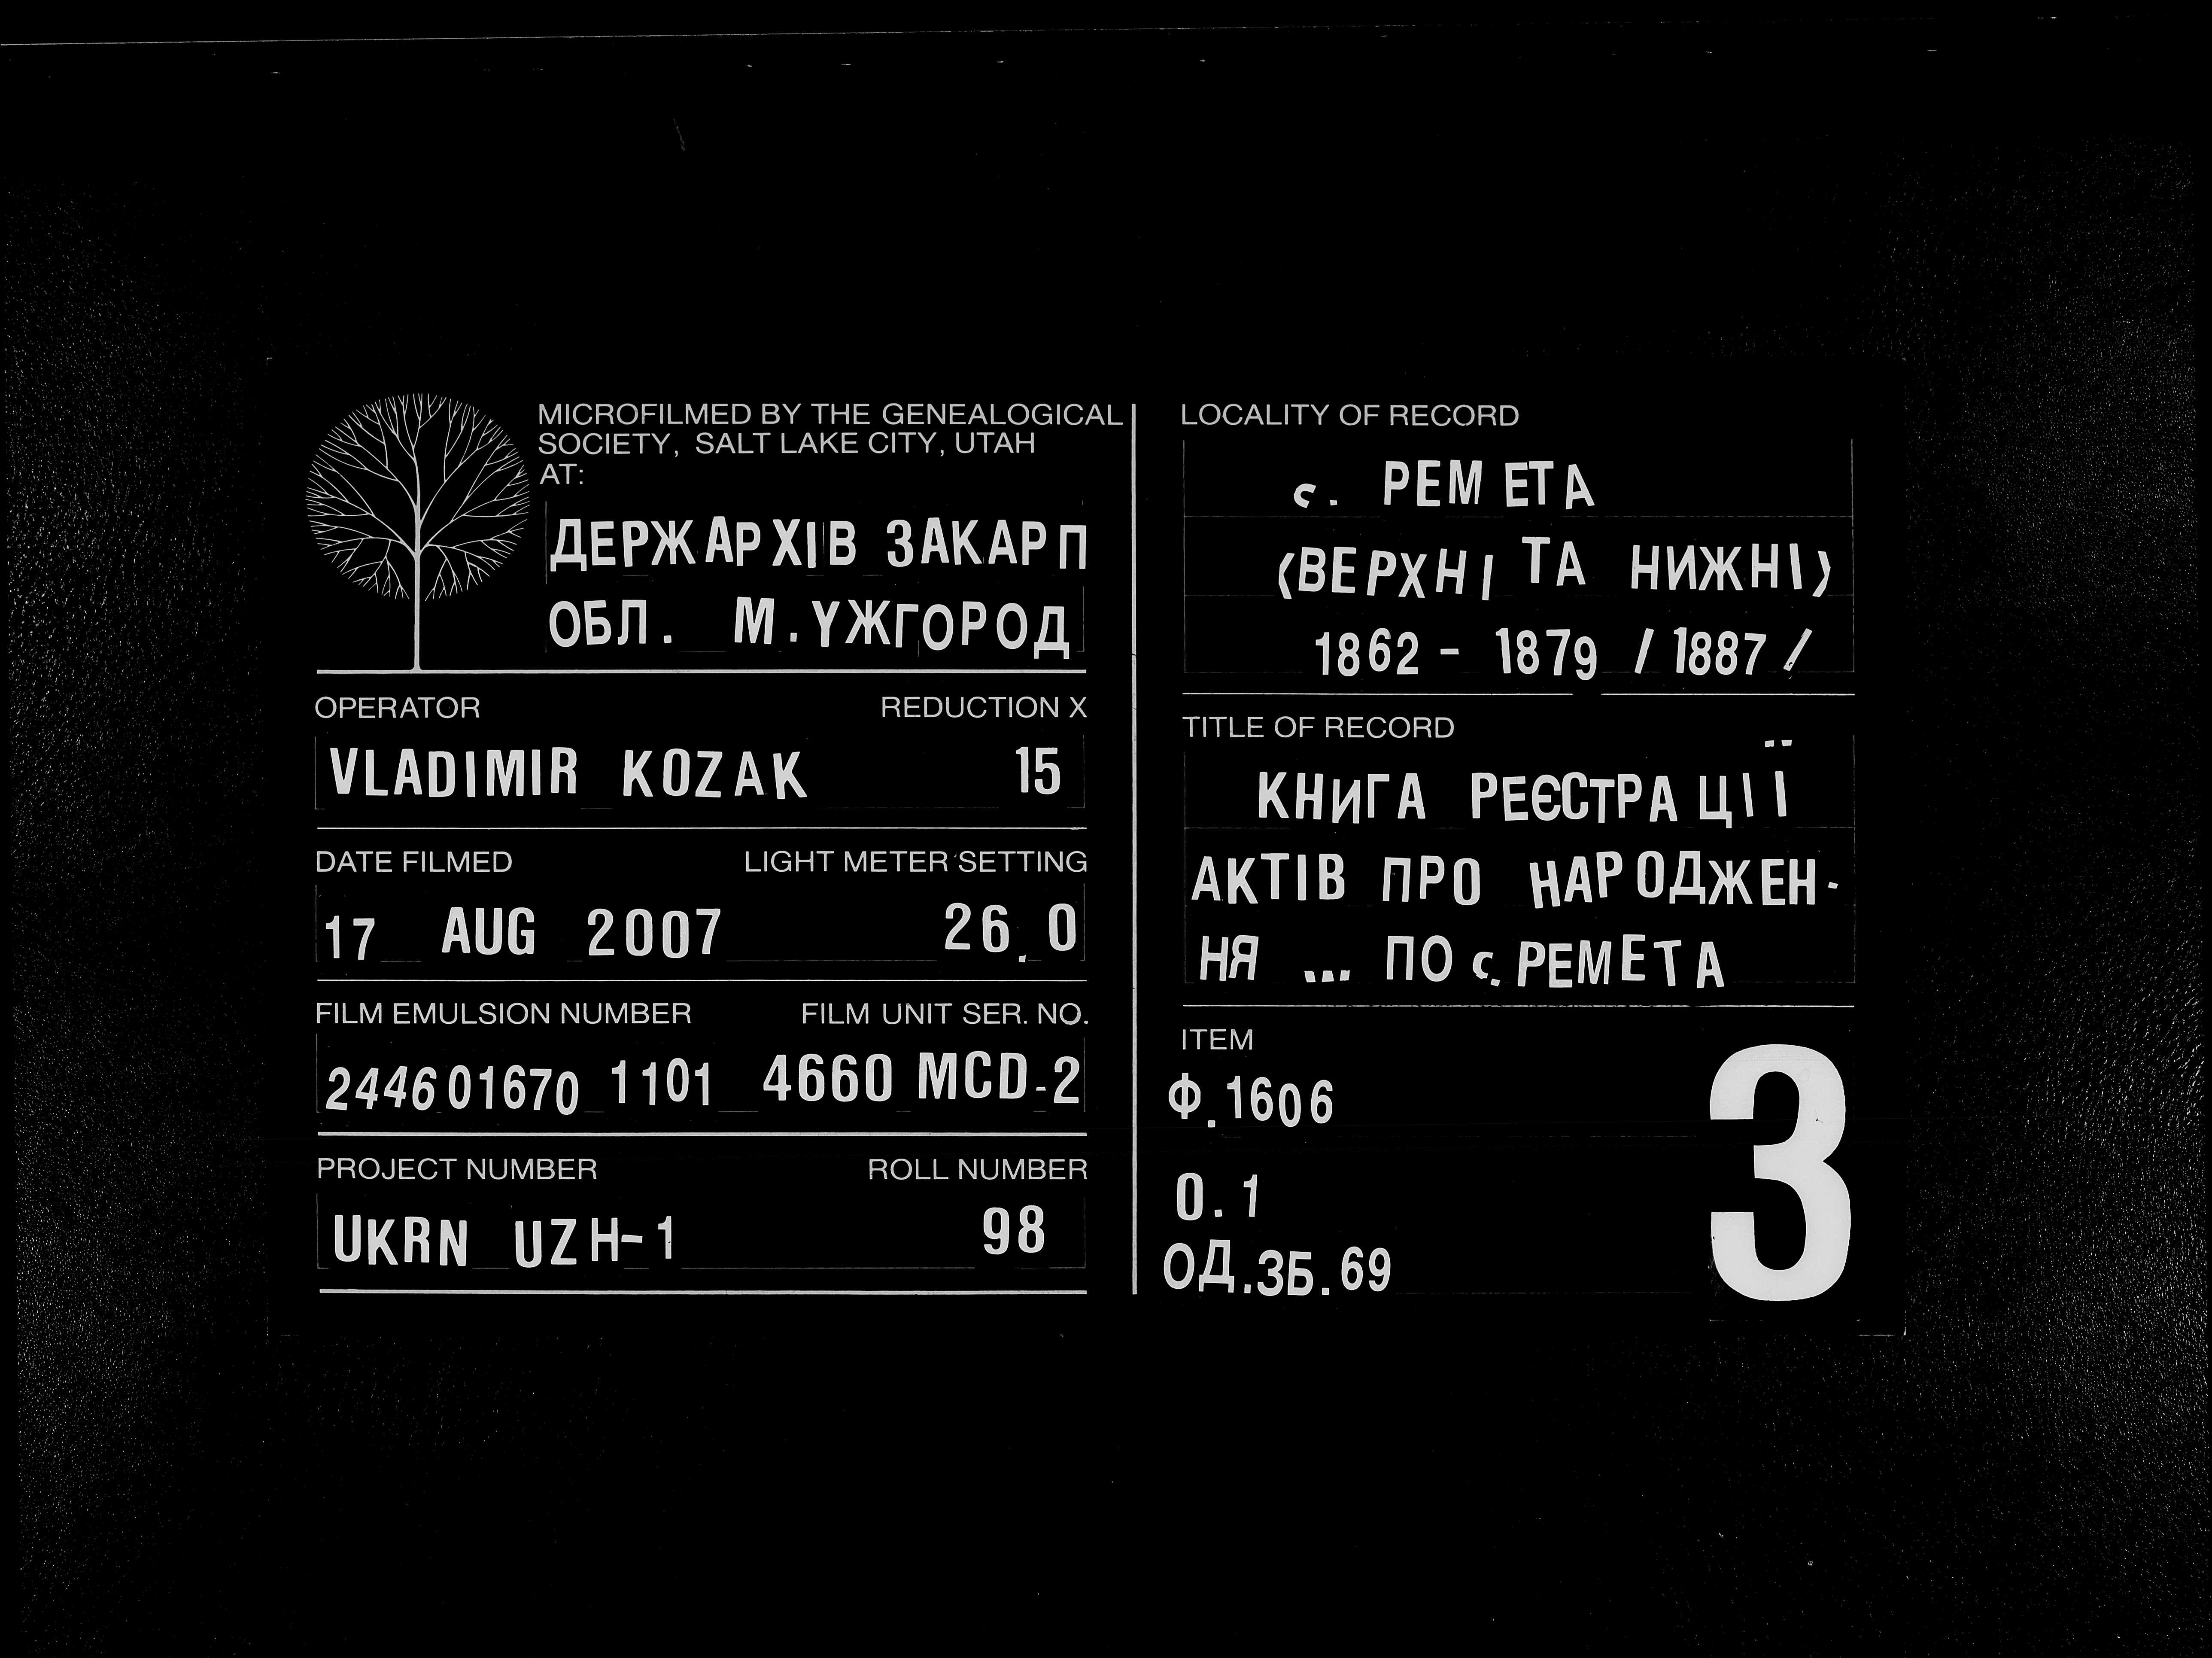 MICROFILMED BY THE GENEALOGICAL
SOCIETY, SALT LAKE CITY, UTAH
AT:
ДЕРЖАРХІВ ЗАКАРП
ОБЛ. М.УЖГОРОД
OPERATOR REDUCTION X
VLADIMIR KOZAK 15
DATE FILMED LIGHT METER SETTING
17 AUG 2007 26.0
FILM EMULSION NUMBER FILM UNIT SER. NO.
244601670 1101 4660 MCD-2
PROJECT NUMBER ROLL NUMBER
UKRN UZH-1 98
LOCALITY OF RECORD
с. РЕМЕТА
(ВЕРХНІ ТА НИЖНІ)
1862 - 1879 /1887/
TITLE OF RECORD
КНИГА РЕЄСТРАЦІЇ
АКТІВ ПРО НАРОДЖЕН-
НЯ ... ПО с. РЕМЕТА
ITEM
Ф.1606
О.1
ОД.ЗБ.69
3